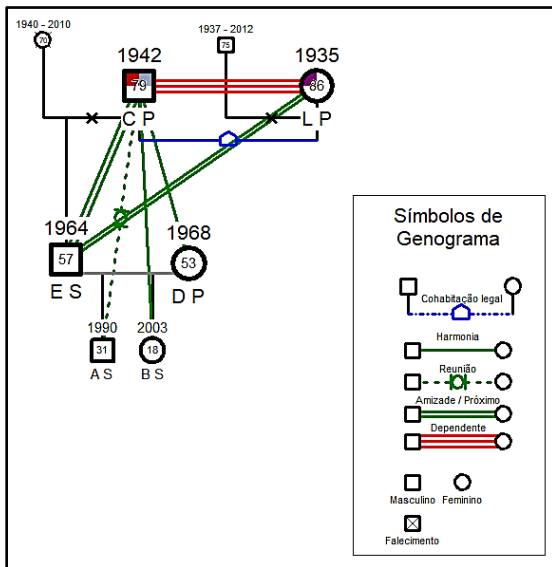 1940 - 2010
1937 - 2012
70
75
1942
1935
79
86
C P
L P
1964
1968
57
53
E S
D P
1990
2003
31
18
A S
B S
Símbolos de
Genograma
Cohabitação legal
Harmonia
Reunião
Amizade / Próximo
Dependente
Masculino
Feminino
Falecimento